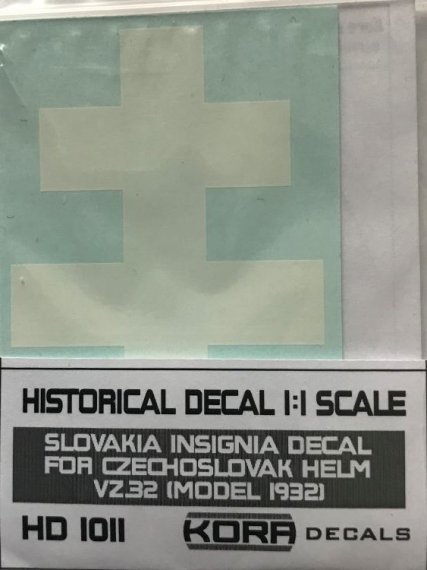 HISTORICAL DECAL 1:1 SCALE
SLOVAKIA INSIGNIA DECAL
FOR CZECHOSLOVAK HELM
VZ.32 (MODEL 1932)
HD 1011 KORA DECALS